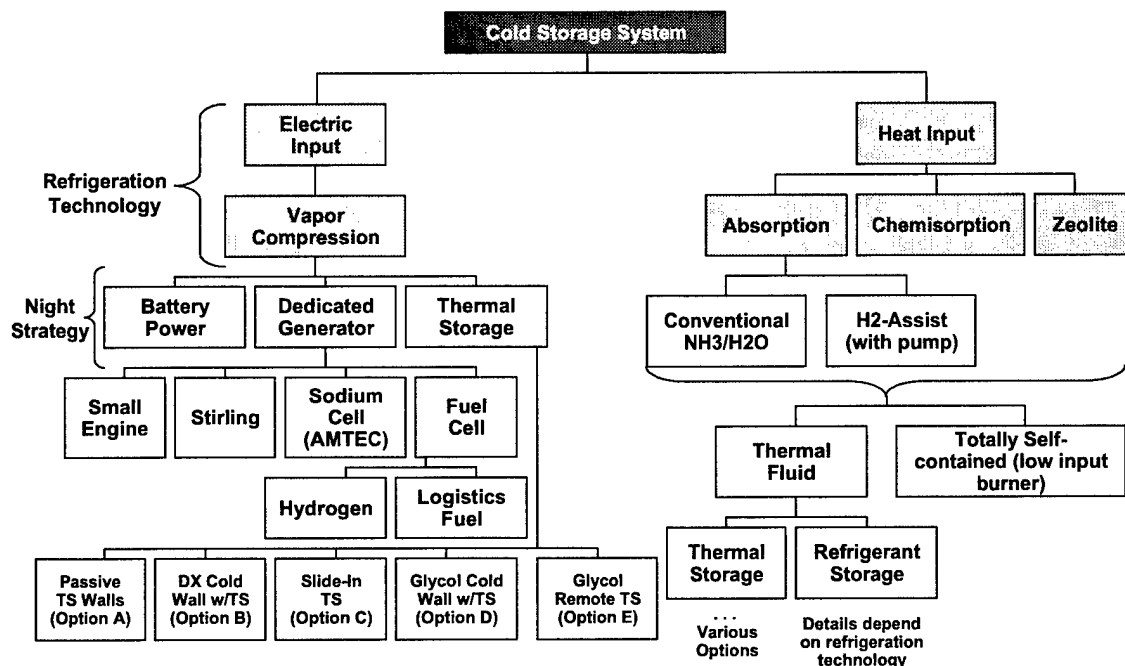 Cold Storage System
Electric
Input
Heat Input
Refrigeration
Technology
Vapor
Compression
Absorption
Chemisorption
Zeolite
Night
Strategy
Battery
Power
Dedicated
Generator
Thermal
Storage
Conventional
NH3/H2O
H2-Assist
(with pump)
Small
Engine
Stirling
Sodium
Cell
(AMTEC)
Fuel
Cell
Thermal
Fluid
Totally Self-
contained (low input
burner)
Hydrogen
Logistics
Fuel
Thermal
Storage
Refrigerant
Storage
Passive
TS Walls
(Option A)
DX Cold
Wall w/TS
(Option B)
Slide-In
TS
(Option C)
Glycol Cold
Wall w/TS
(Option D)
Glycol
Remote TS
(Option E)
. . .
Various
Options
Details depend
on refrigeration
technology